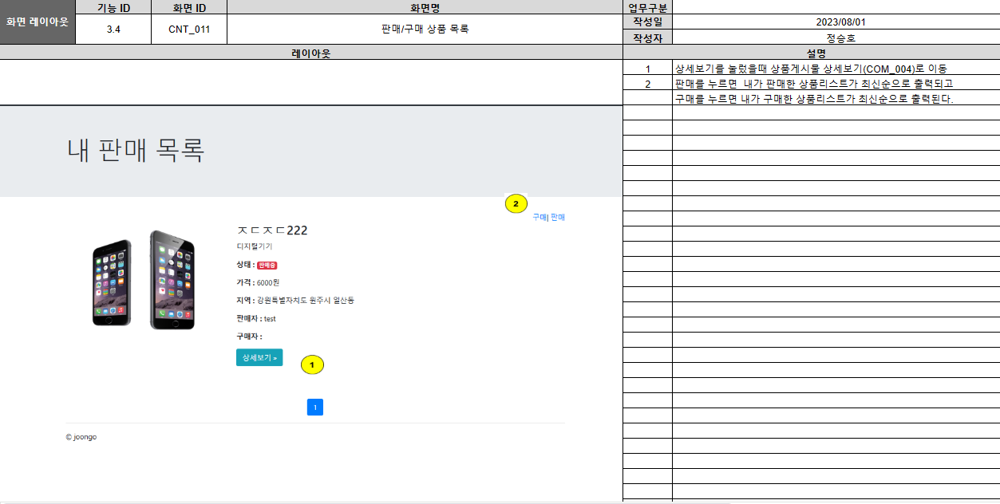 화면 레이아웃
기능 ID
화면 ID
화면명
업무구분
3.4
CNT_011
판매/구매 상품 목록
작성일
2023/08/01
작성자
정승호
레이아웃
설명
1
상세보기를 눌렀을때 상품게시물 상세보기(COM_004)로 이동
2
판매를 누르면 내가 판매한 상품리스트가 최신순으로 출력되고
구매를 누르면 내가 구매한 상품리스트가 최신순으로 출력된다.
내 판매 목록
2
구매| 판매
ㅈㄷㅈㄷ222
디지털기기
상태 : 판매중
가격 : 6000원
지역 : 강원특별자치도 원주시 일산동
판매자 : test
구매자 :
상세보기 »
1
1
© joongo